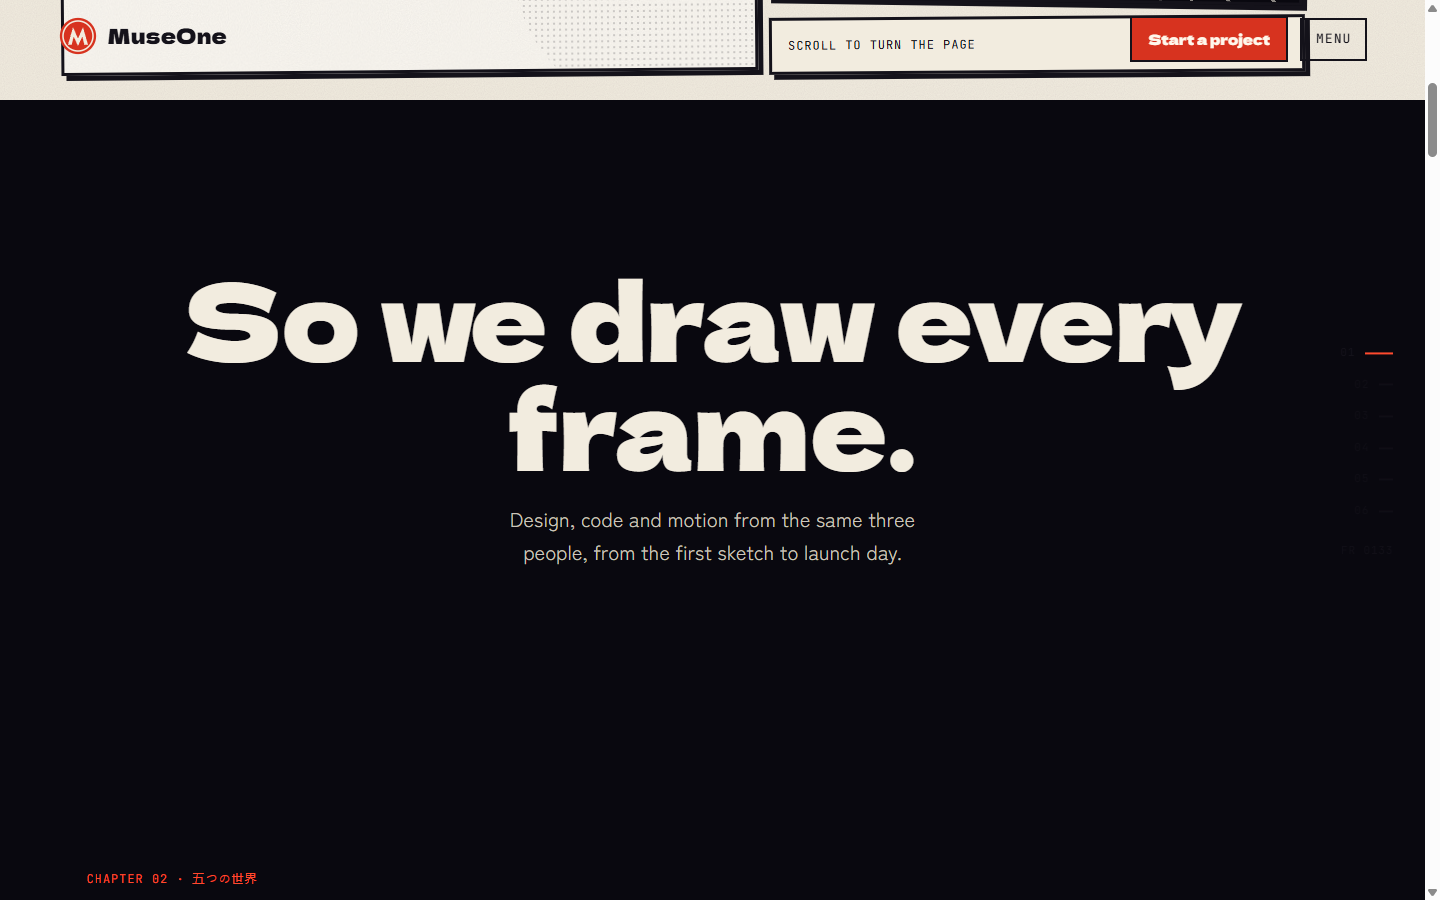 MuseOne
SCROLL TO TURN THE PAGE
Start a project
MENU
So we draw every
frame.
01
Design, code and motion from the same three
people, from the first sketch to launch day.
CHAPTER 02 · 五つの世界